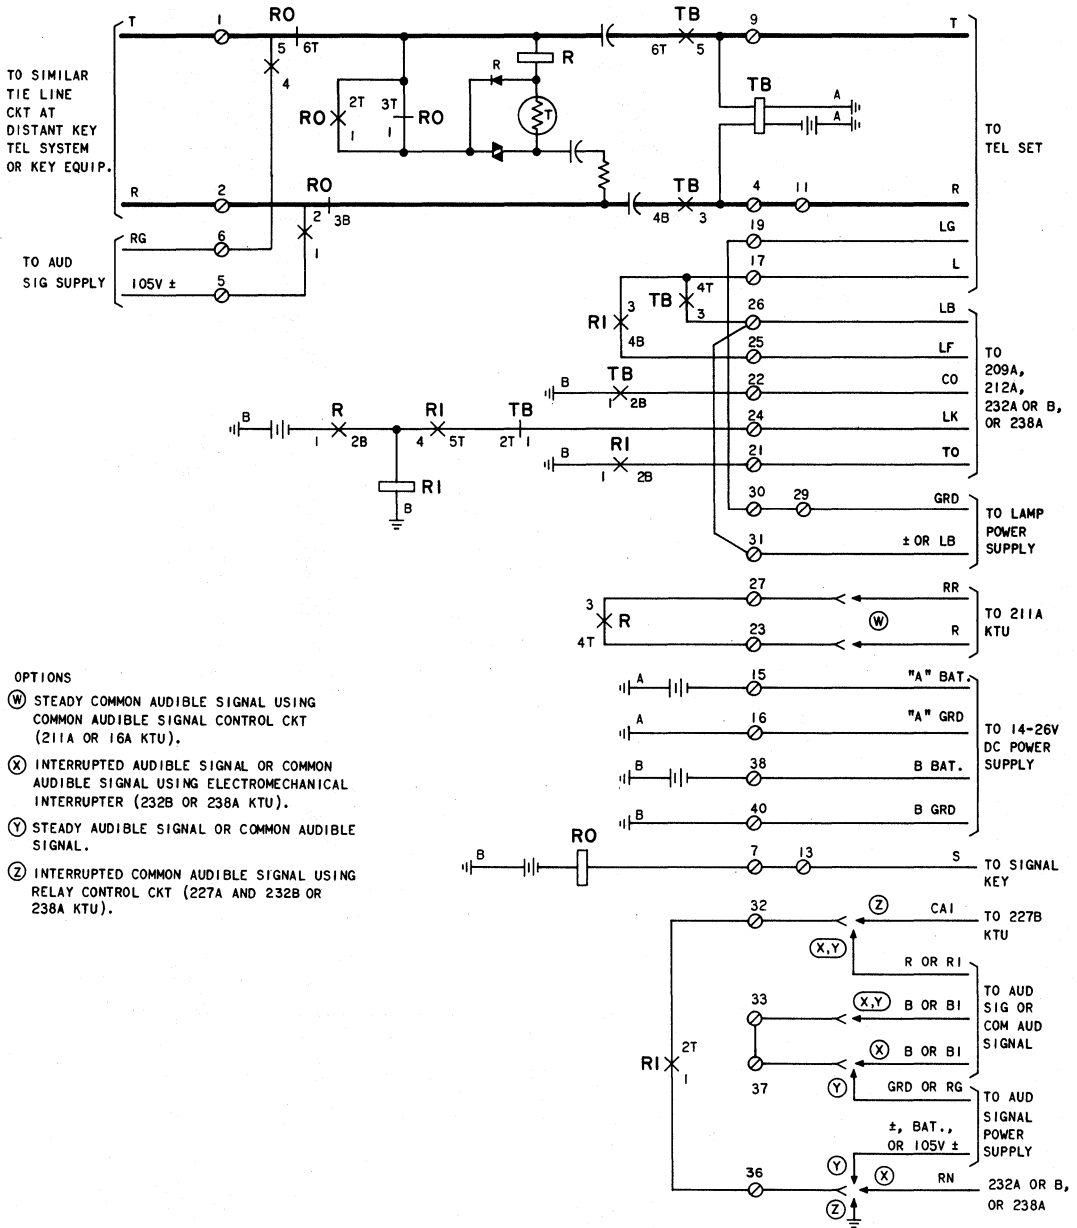 T 1 RO TB 9 T
5 6T 6T 5
4
R R
TO SIMILAR
TIE LINE
CKT AT
DISTANT KEY
TEL SYSTEM
OR KEY EQUIP.
RO 2T 1
3T 1 RO
T
TB A
A
TO
TEL SET
R 2 RO TB 4 11 R
2 3B 4B 3
1
RG 6
TO AUD
SIG SUPPLY
105V ± 5
19 LG
17 L
4T
TB 3
26 LB
RI 3
4B
25 LF
TO
209A,
212A,
232A OR B,
OR 238A
B TB 22 CO
1 2B
B R RI TB 24 LK
1 2B 4 5T 2T 1
B RI 21 TO
1 2B
RI
B
30 29 GRD
31 ± OR LB
TO LAMP
POWER
SUPPLY
27 RR
3 R
4T
W
23 R
TO 211A
KTU
A 15 "A" BAT.
A 16 "A" GRD
B 38 B BAT.
B 40 B GRD
TO 14-26V
DC POWER
SUPPLY
OPTIONS
W STEADY COMMON AUDIBLE SIGNAL USING
COMMON AUDIBLE SIGNAL CONTROL CKT
(211A OR 16A KTU).
X INTERRUPTED AUDIBLE SIGNAL OR COMMON
AUDIBLE SIGNAL USING ELECTROMECHANICAL
INTERRUPTER (232B OR 238A KTU).
Y STEADY AUDIBLE SIGNAL OR COMMON AUDIBLE
SIGNAL.
Z INTERRUPTED COMMON AUDIBLE SIGNAL USING
RELAY CONTROL CKT (227A AND 232B OR
238A KTU).
B RO 7 13 S
TO SIGNAL
KEY
32 Z CAI
TO 227B
KTU
X,Y R OR RI
33 X,Y B OR BI
37 X B OR BI
TO AUD
SIG OR
COM AUD
SIGNAL
RI 2T
1
Y GRD OR RG
±, BAT.,
OR 105V ±
TO AUD
SIGNAL
POWER
SUPPLY
36 Y X RN
Z
232A OR B,
OR 238A